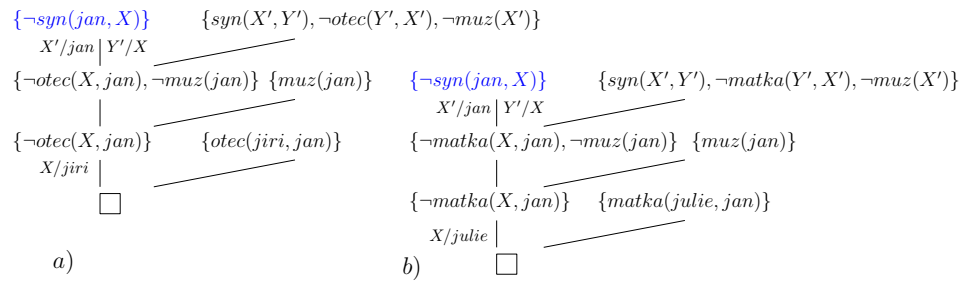 {¬syn(jan, X)} {syn(X′, Y′), ¬otec(Y′, X′), ¬muz(X′)}
X′/jan Y′/X
{¬otec(X, jan), ¬muz(jan)} {muz(jan)}
{¬otec(X, jan)} {otec(jiri, jan)}
X/jiri
a)
{¬syn(jan, X)} {syn(X′, Y′), ¬matka(Y′, X′), ¬muz(X′)}
X′/jan Y′/X
{¬matka(X, jan), ¬muz(jan)} {muz(jan)}
{¬matka(X, jan)} {matka(julie, jan)}
X/julie
b)